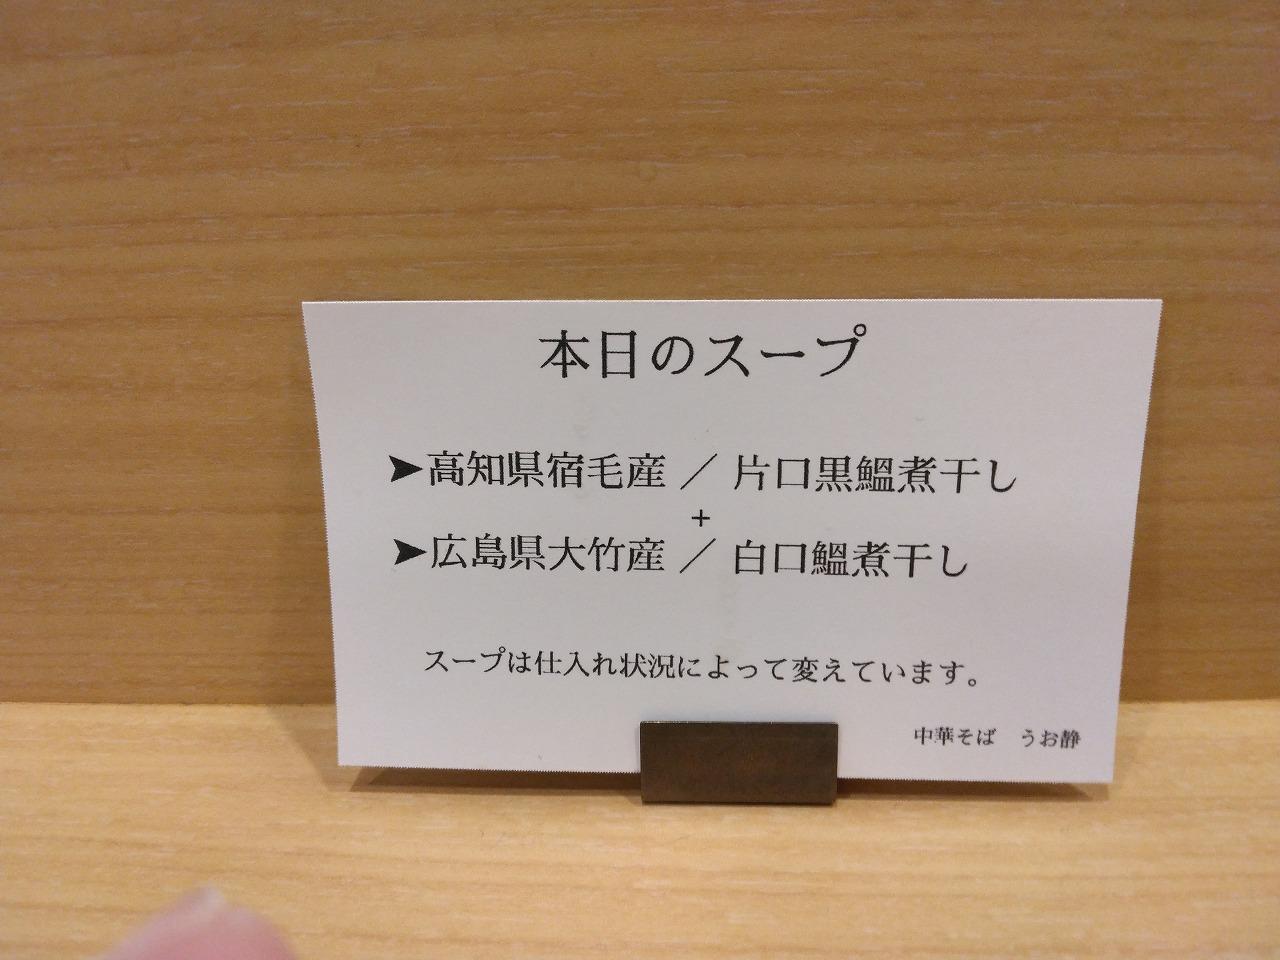 本日のスープ
➤高知県宿毛産 ／ 片口黒鰮煮干し
+
➤広島県大竹産 ／ 白口鰮煮干し
スープは仕入れ状況によって変えています。
中華そば　うお静